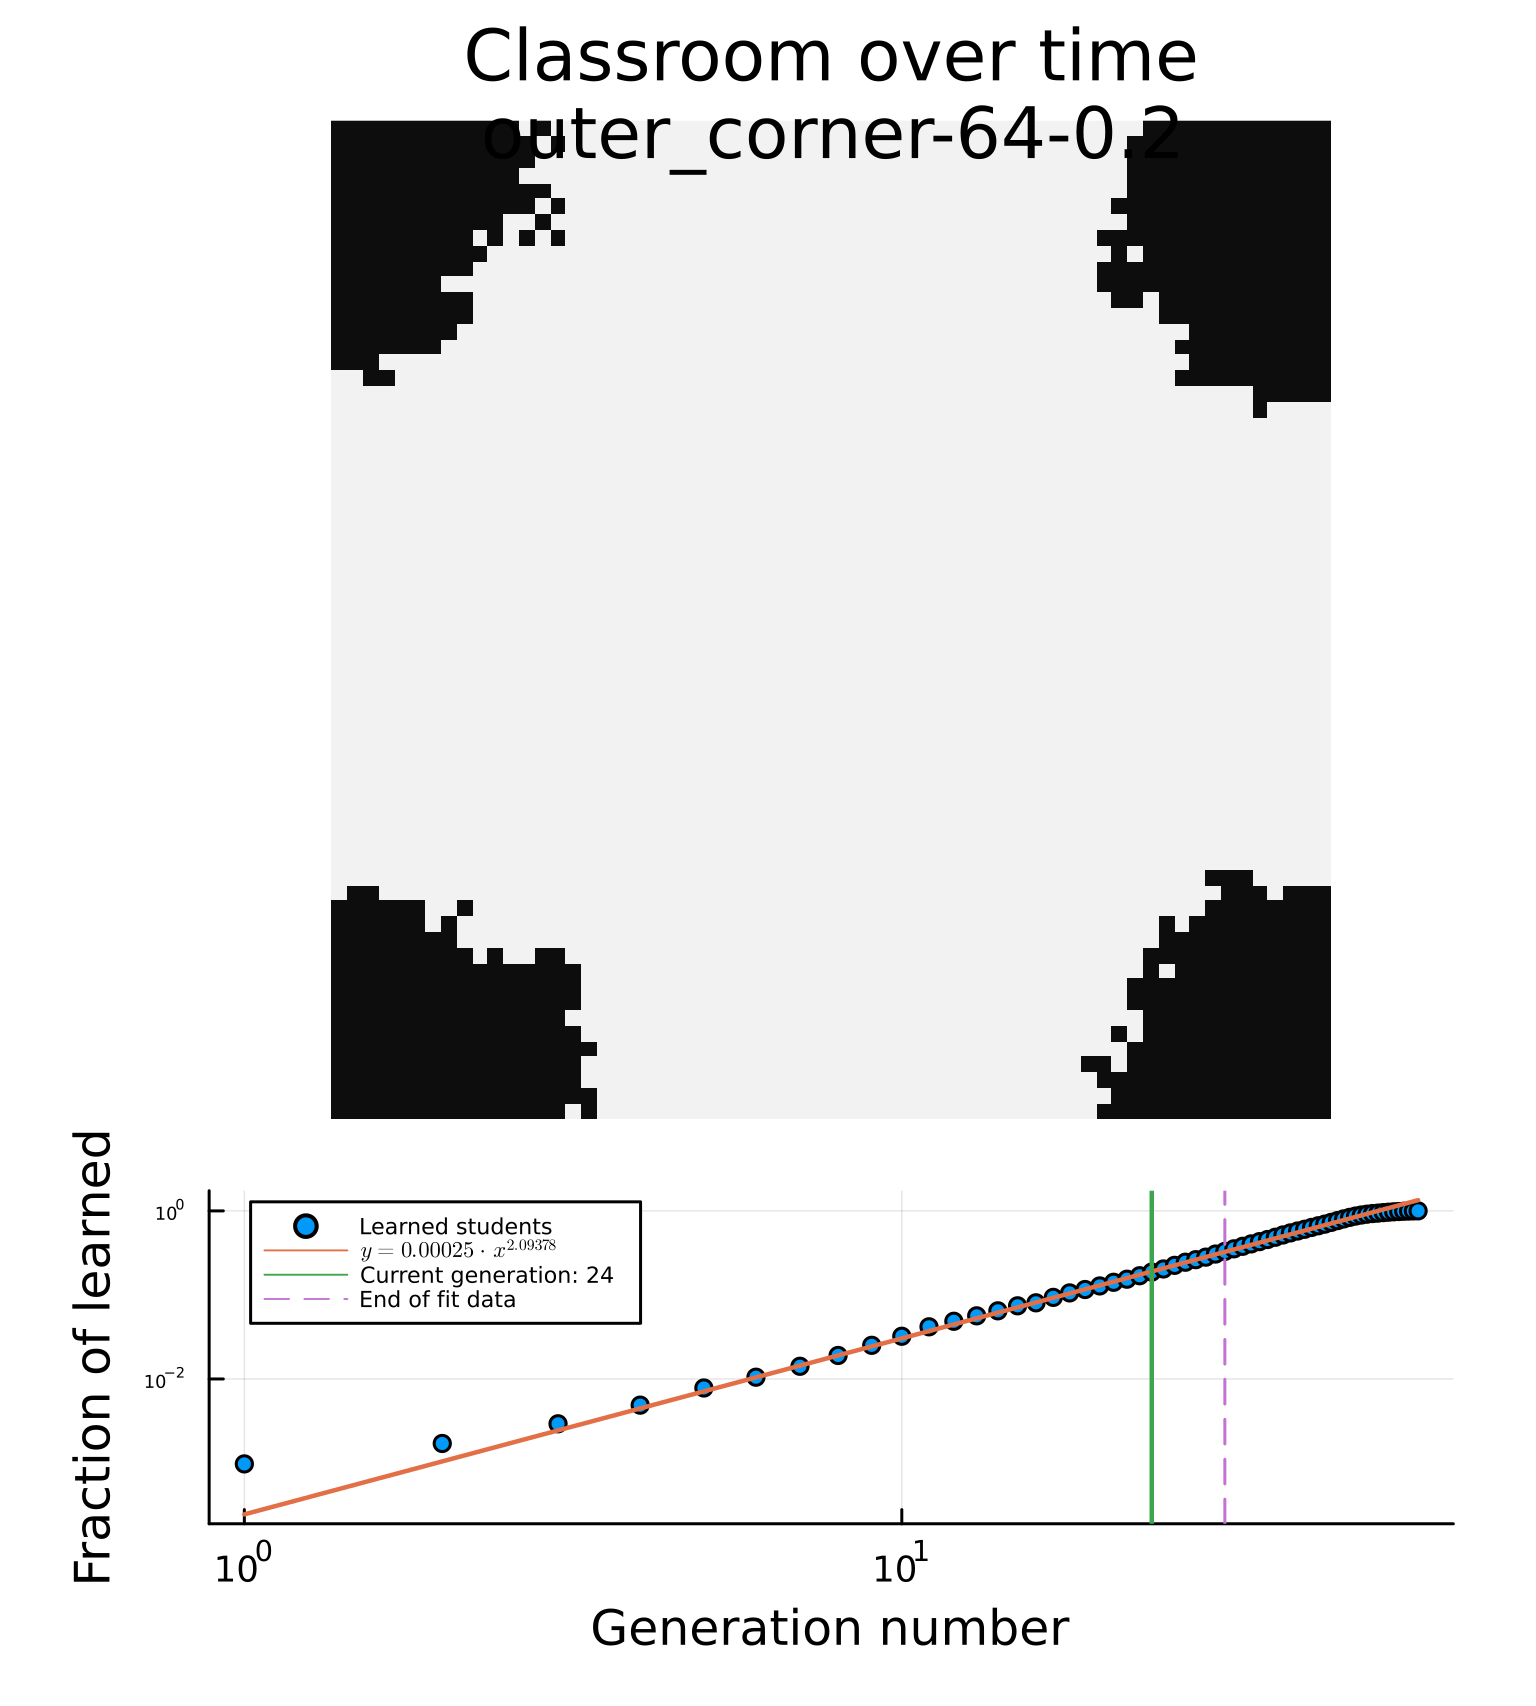 Classroom over time
outer_corner-64-0.2
Fraction of learned
10^0
10^{-2}
Learned students
y = 0.00025 · x^{2.09378}
Current generation: 24
End of fit data
10^0
10^1
Generation number